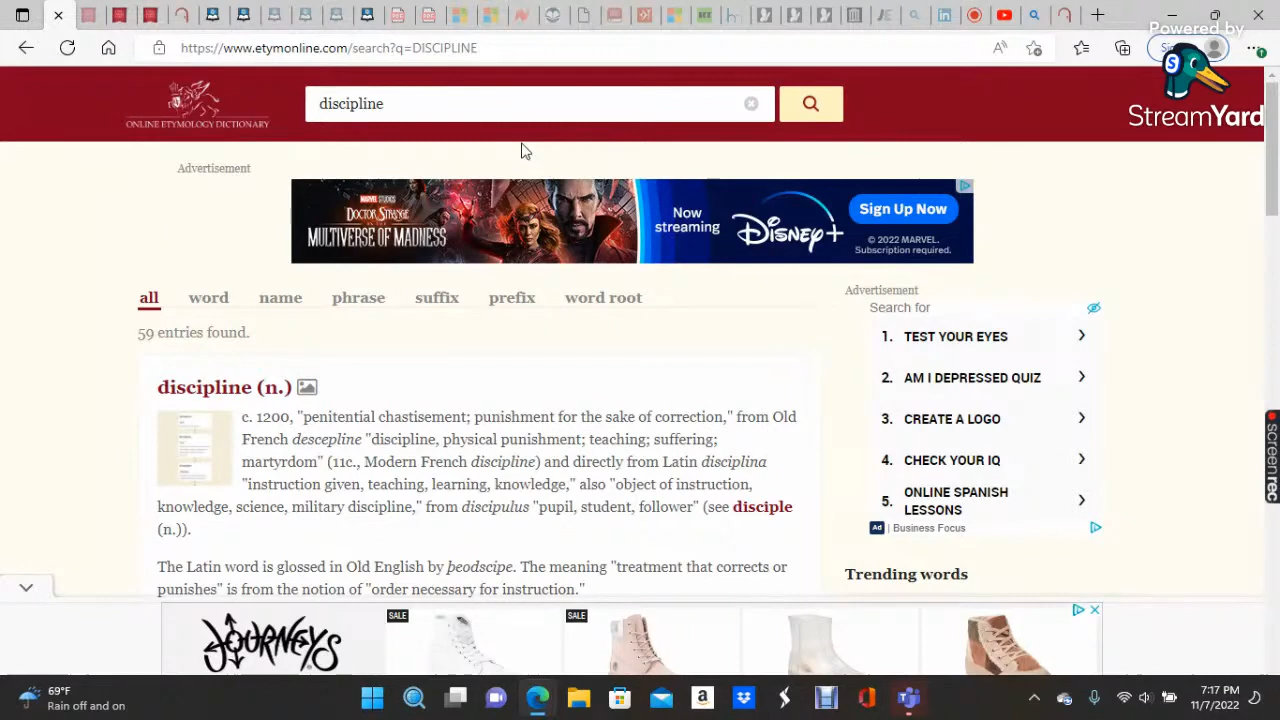 https://www.etymonline.com/search?q=DISCIPLINE
Powered by
StreamYard
ONLINE ETYMOLOGY DICTIONARY
discipline
Advertisement
MARVEL STUDIOS
DOCTOR STRANGE
IN THE
MULTIVERSE OF MADNESS
Now
streaming
Disney+
Sign Up Now
© 2022 MARVEL.
Subscription required.
all word name phrase suffix prefix word root
59 entries found.
discipline (n.)
c. 1200, "penitential chastisement; punishment for the sake of correction," from Old
French descepline "discipline, physical punishment; teaching; suffering;
martyrdom" (11c., Modern French discipline) and directly from Latin disciplina
"instruction given, teaching, learning, knowledge," also "object of instruction,
knowledge, science, military discipline," from discipulus "pupil, student, follower" (see disciple
(n.)).
The Latin word is glossed in Old English by þeodscipe. The meaning "treatment that corrects or
punishes" is from the notion of "order necessary for instruction."
Advertisement
Search for
1. TEST YOUR EYES
2. AM I DEPRESSED QUIZ
3. CREATE A LOGO
4. CHECK YOUR IQ
5. ONLINE SPANISH
LESSONS
Ad | Business Focus
Trending words
screenrec
JOURNEYS
SALE
SALE
69°F
Rain off and on
7:17 PM
11/7/2022